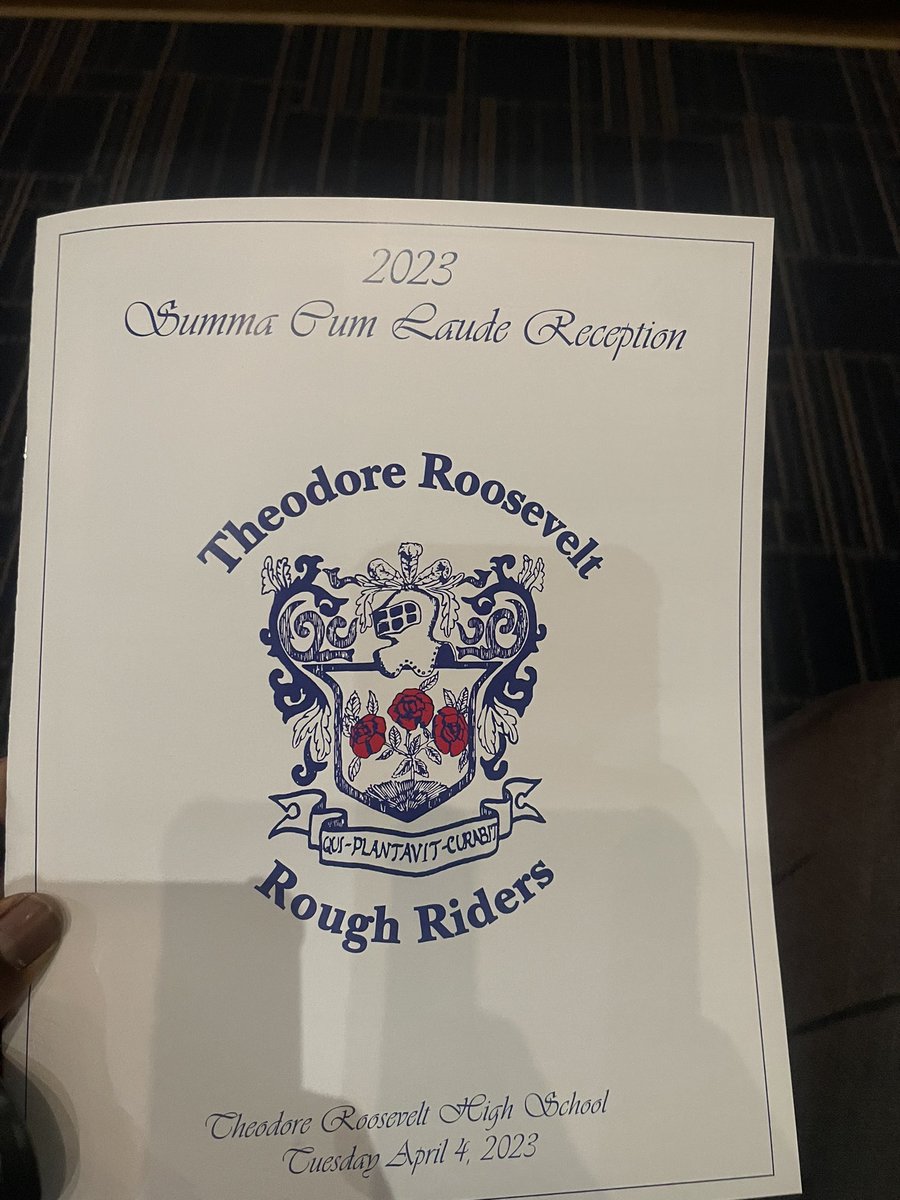 2023
Summa Cum Laude Reception
Theodore Roosevelt
QUI-PLANTAVIT-CURABIT
Rough Riders
Theodore Roosevelt High School
Tuesday April 4, 2023